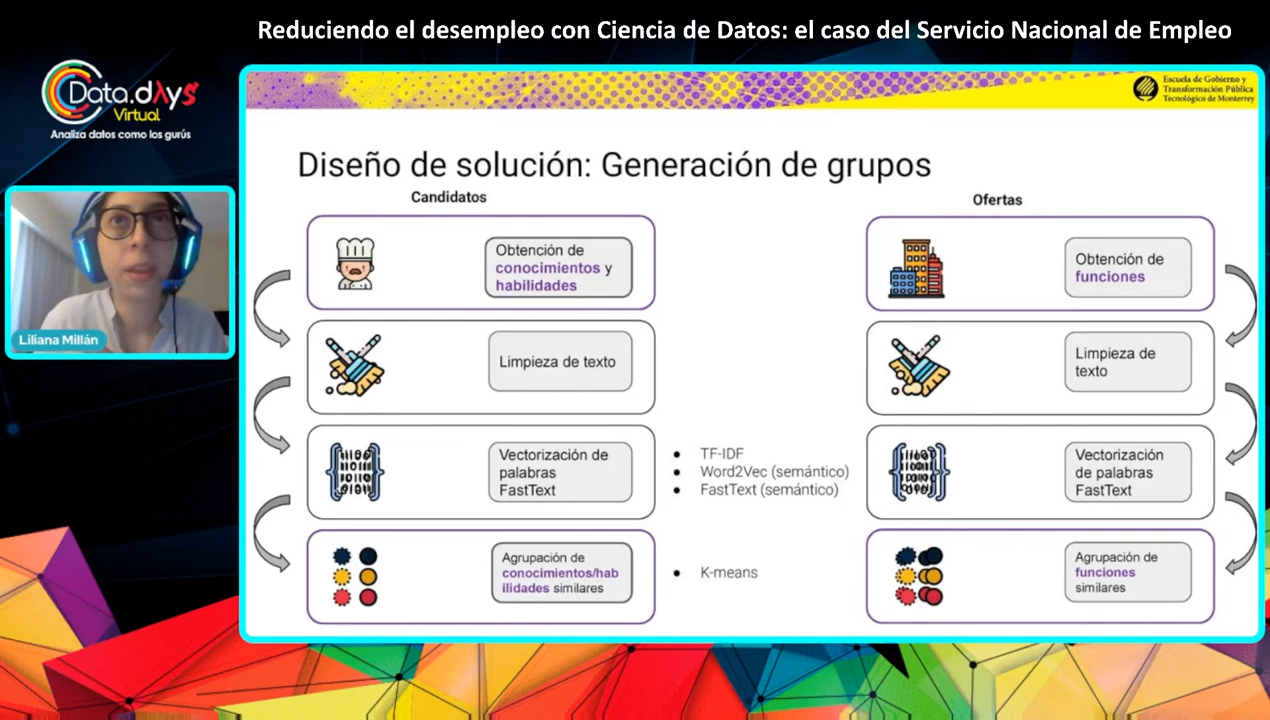 Reduciendo el desempleo con Ciencia de Datos: el caso del Servicio Nacional de Empleo
Data.dλys
Virtual
Analiza datos como los gurús
Escuela de Gobierno y
Transformación Pública
Tecnológico de Monterrey
Diseño de solución: Generación de grupos
Candidatos
Ofertas
Obtención de
conocimientos y
habilidades
Obtención de
funciones
Liliana Millán
Limpieza de texto
Limpieza de
texto
Vectorización de
palabras
FastText
• TF-IDF
• Word2Vec (semántico)
• FastText (semántico)
Vectorización
de palabras
FastText
Agrupación de
conocimientos/hab
ilidades similares
• K-means
Agrupación de
funciones
similares